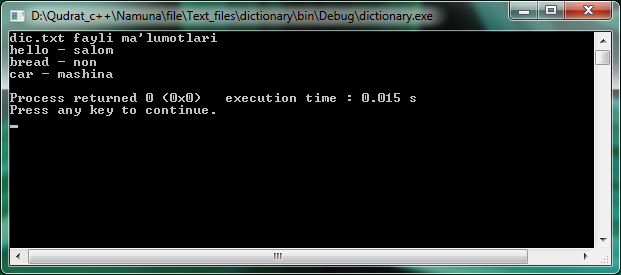 D:\Qudrat_c++\Namuna\file\Text_files\dictionary\bin\Debug\dictionary.exe
dic.txt fayli ma'lumotlari
hello - salom
bread - non
car - mashina
Process returned 0 (0x0)   execution time : 0.015 s
Press any key to continue.